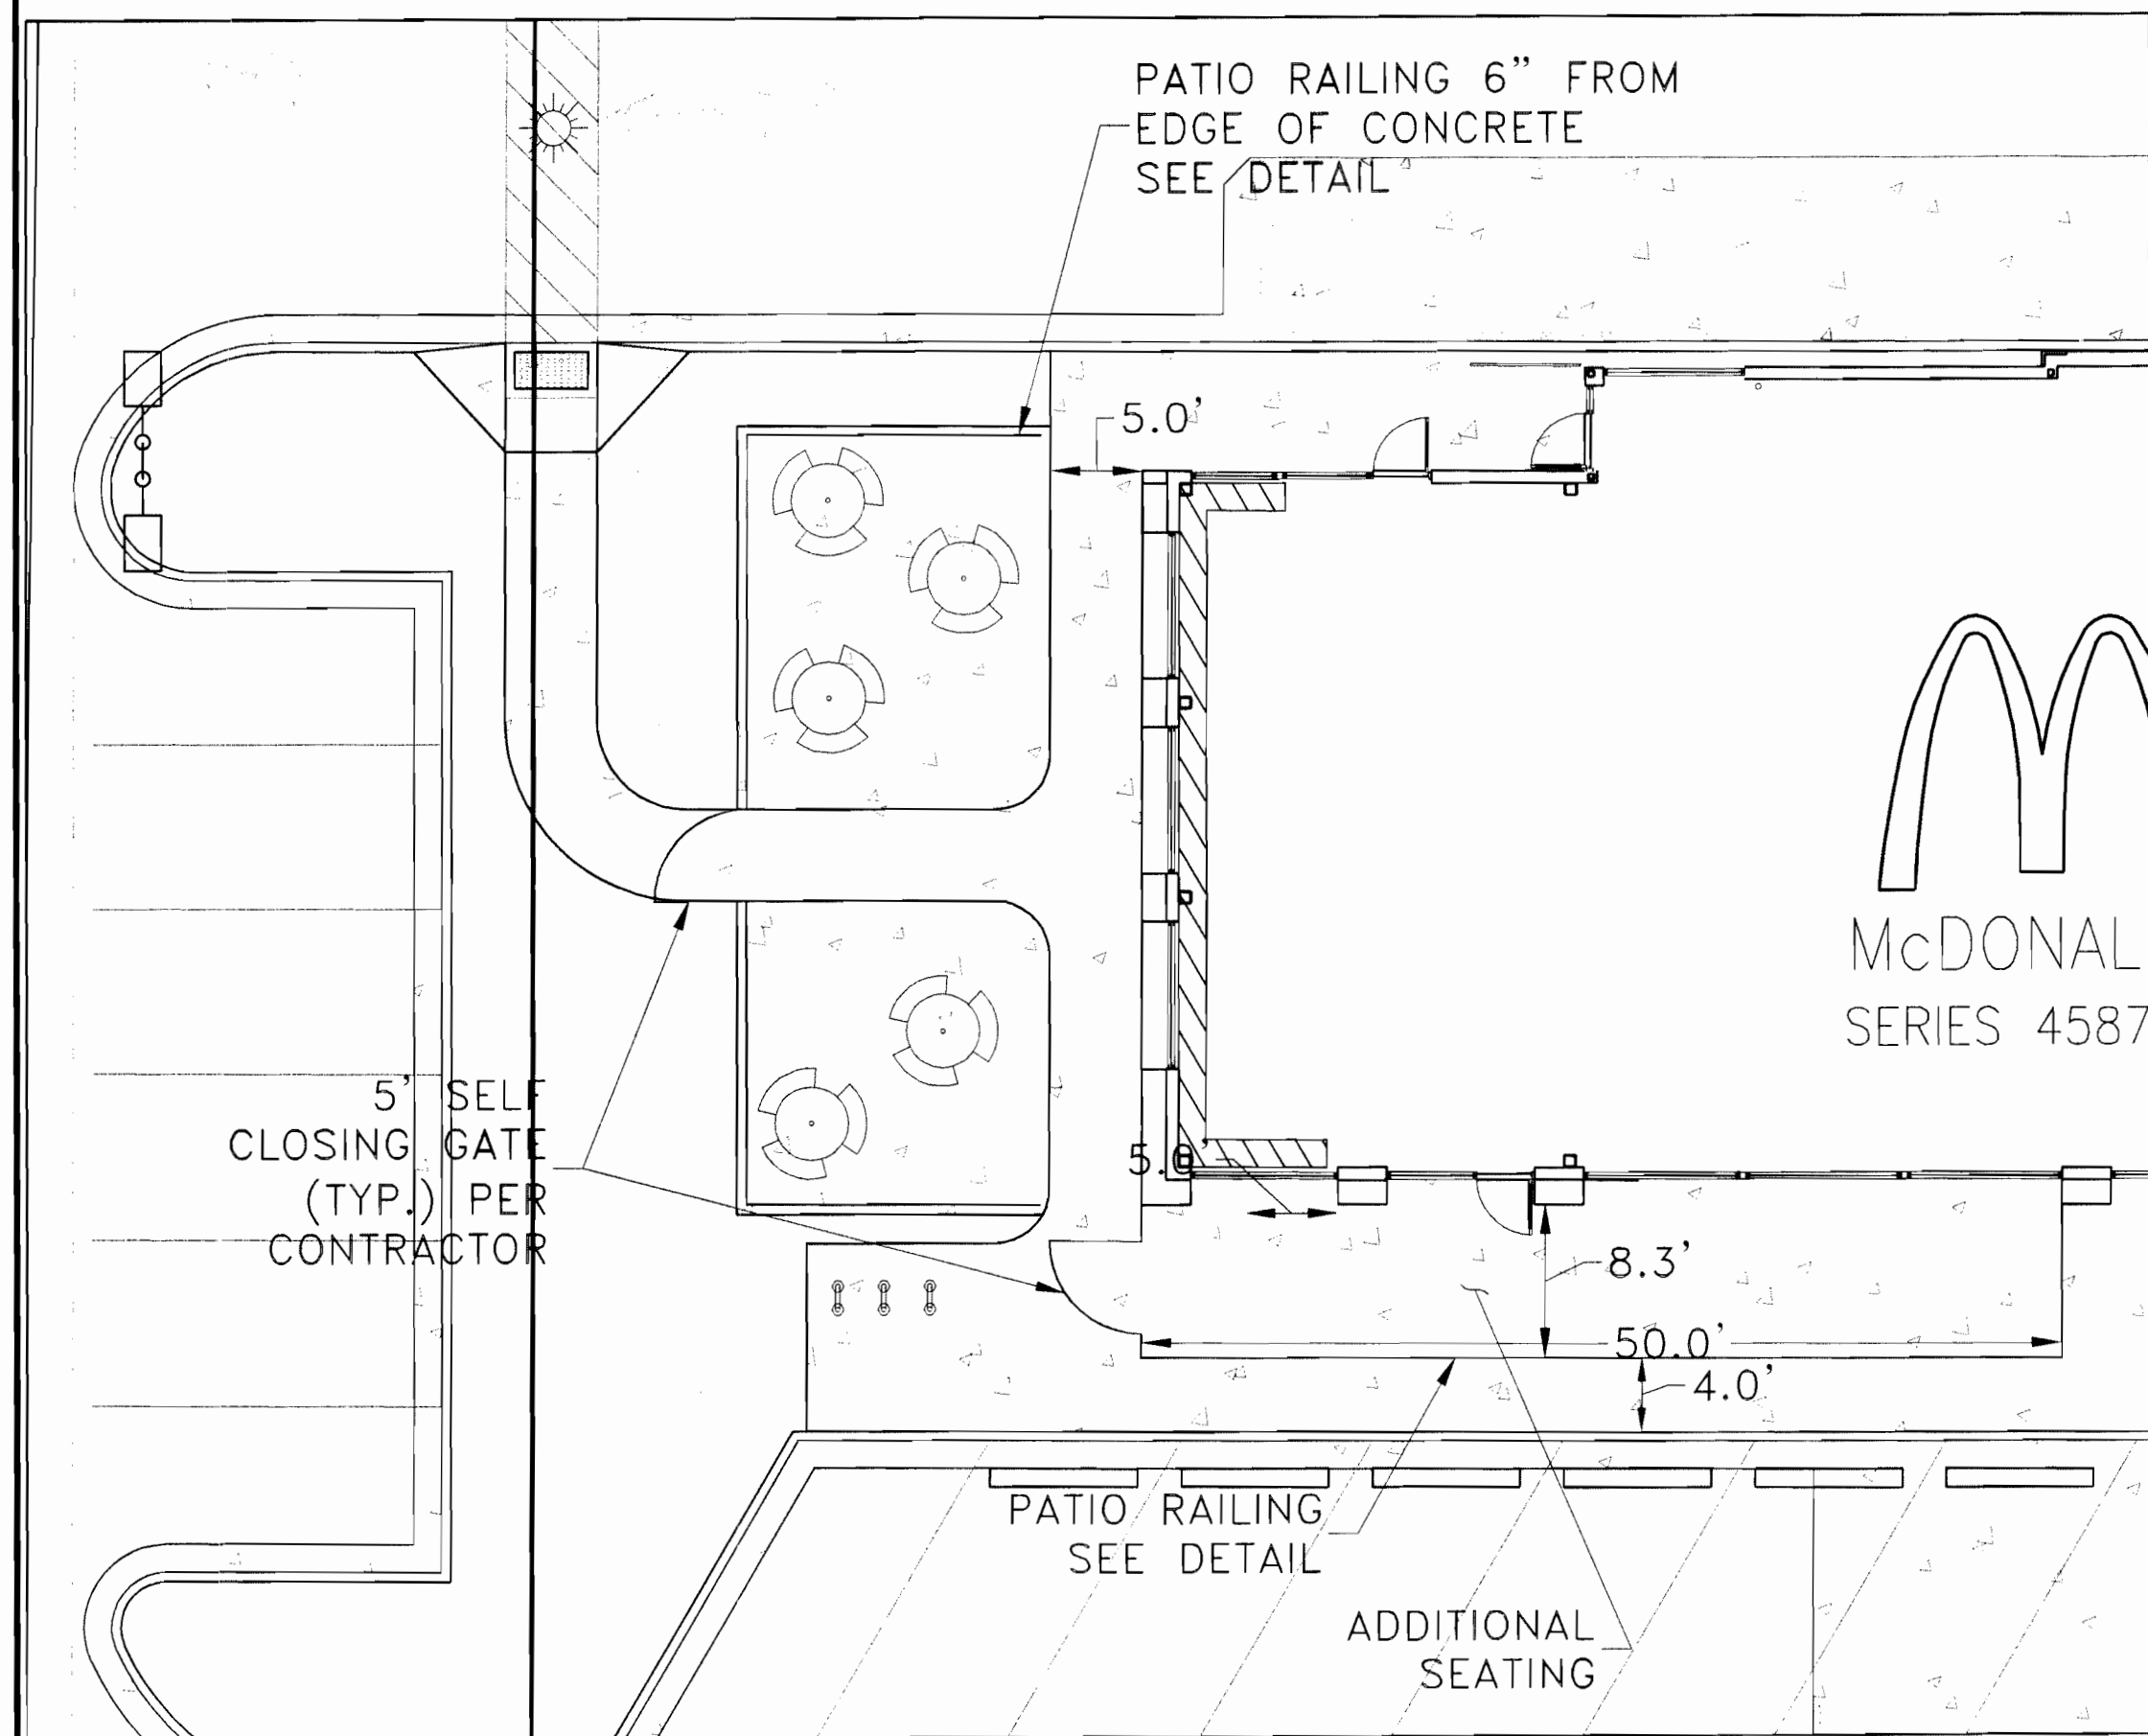 PATIO RAILING 6" FROM
EDGE OF CONCRETE
SEE DETAIL
5.0'
McDONAL
SERIES 4587
5' SELF
CLOSING GATE
(TYP.) PER
CONTRACTOR
5.0'
8.3'
50.0'
4.0'
PATIO RAILING
SEE DETAIL
ADDITIONAL
SEATING